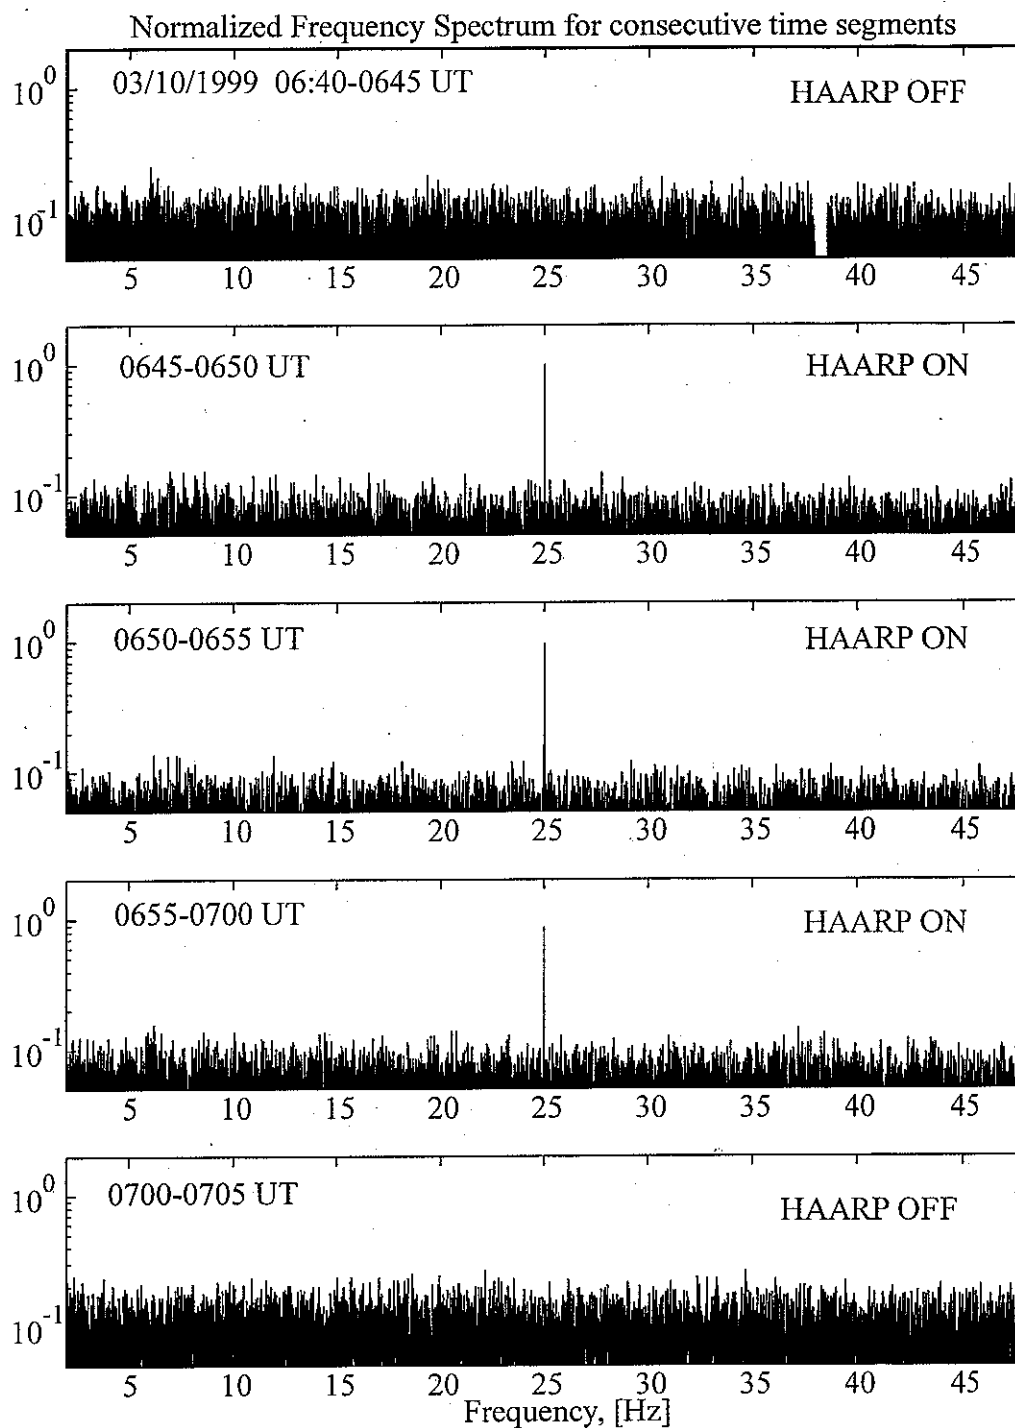 Normalized Frequency Spectrum for consecutive time segments
10^0
03/10/1999 06:40-0645 UT
HAARP OFF
10^-1
5 10 15 20 25 30 35 40 45
10^0
0645-0650 UT
HAARP ON
10^-1
5 10 15 20 25 30 35 40 45
10^0
0650-0655 UT
HAARP ON
10^-1
5 10 15 20 25 30 35 40 45
10^0
0655-0700 UT
HAARP ON
10^-1
5 10 15 20 25 30 35 40 45
10^0
0700-0705 UT
HAARP OFF
10^-1
5 10 15 20 25 30 35 40 45
Frequency, [Hz]